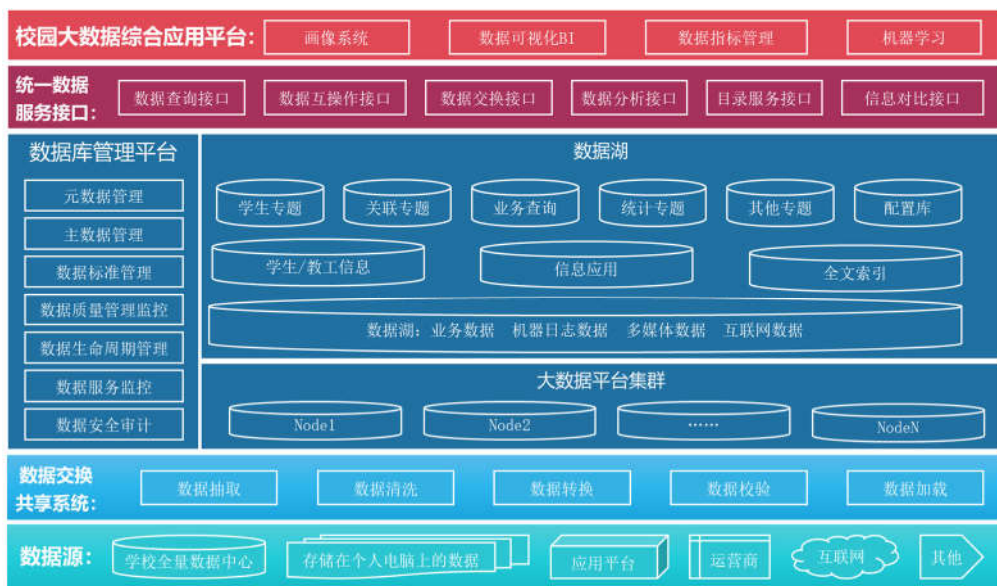 校园大数据综合应用平台： 画像系统 数据可视化BI 数据指标管理 机器学习
统一数据
服务接口： 数据查询接口 数据互操作接口 数据交换接口 数据分析接口 目录服务接口 信息对比接口
数据库管理平台
元数据管理
主数据管理
数据标准管理
数据质量管理监控
数据生命周期管理
数据服务监控
数据安全审计
数据湖
学生专题 关联专题 业务查询 统计专题 其他专题 配置库
学生/教工信息 信息应用 全文索引
数据湖：业务数据 机器日志数据 多媒体数据 互联网数据
大数据平台集群
Node1 Node2 …… NodeN
数据交换
共享系统： 数据抽取 数据清洗 数据转换 数据校验 数据加载
数据源： 学校全量数据中心 存储在个人电脑上的数据 应用平台 运营商 互联网 其他